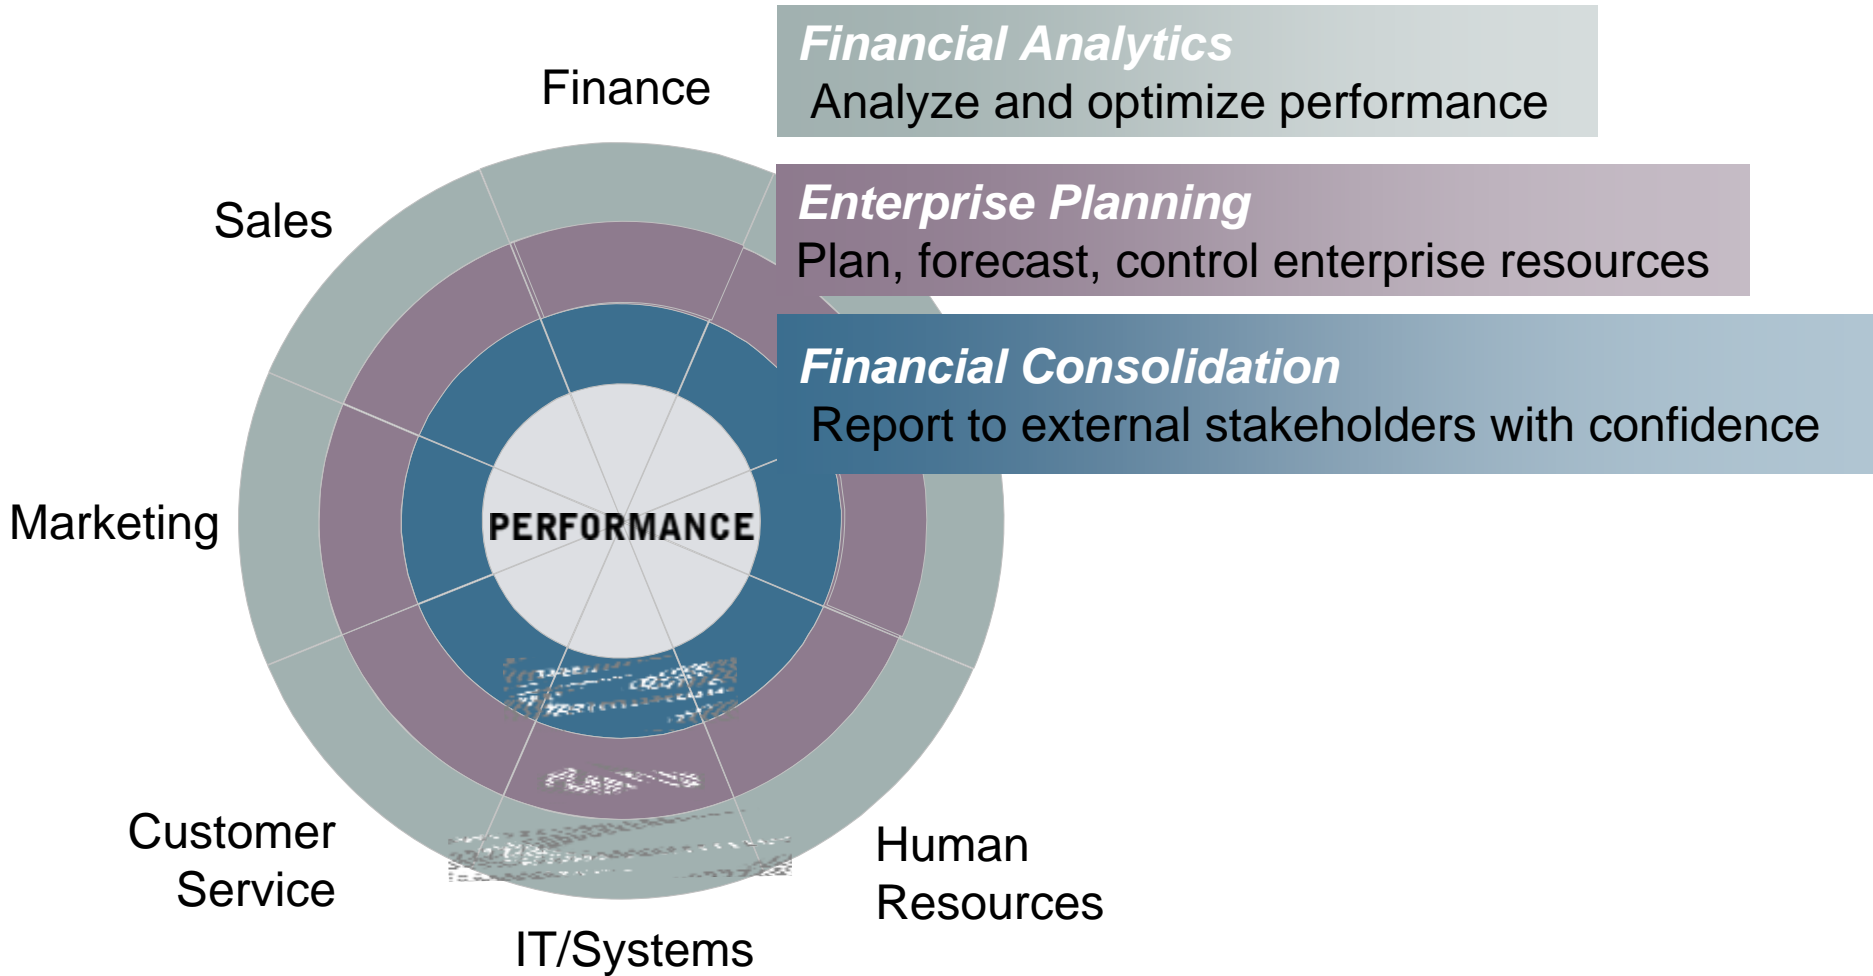 Financial Analytics
Analyze and optimize performance
Finance
Enterprise Planning
Plan, forecast, control enterprise resources
Sales
Financial Consolidation
Report to external stakeholders with confidence
Marketing
PERFORMANCE
Customer
Service
Human
Resources
IT/Systems